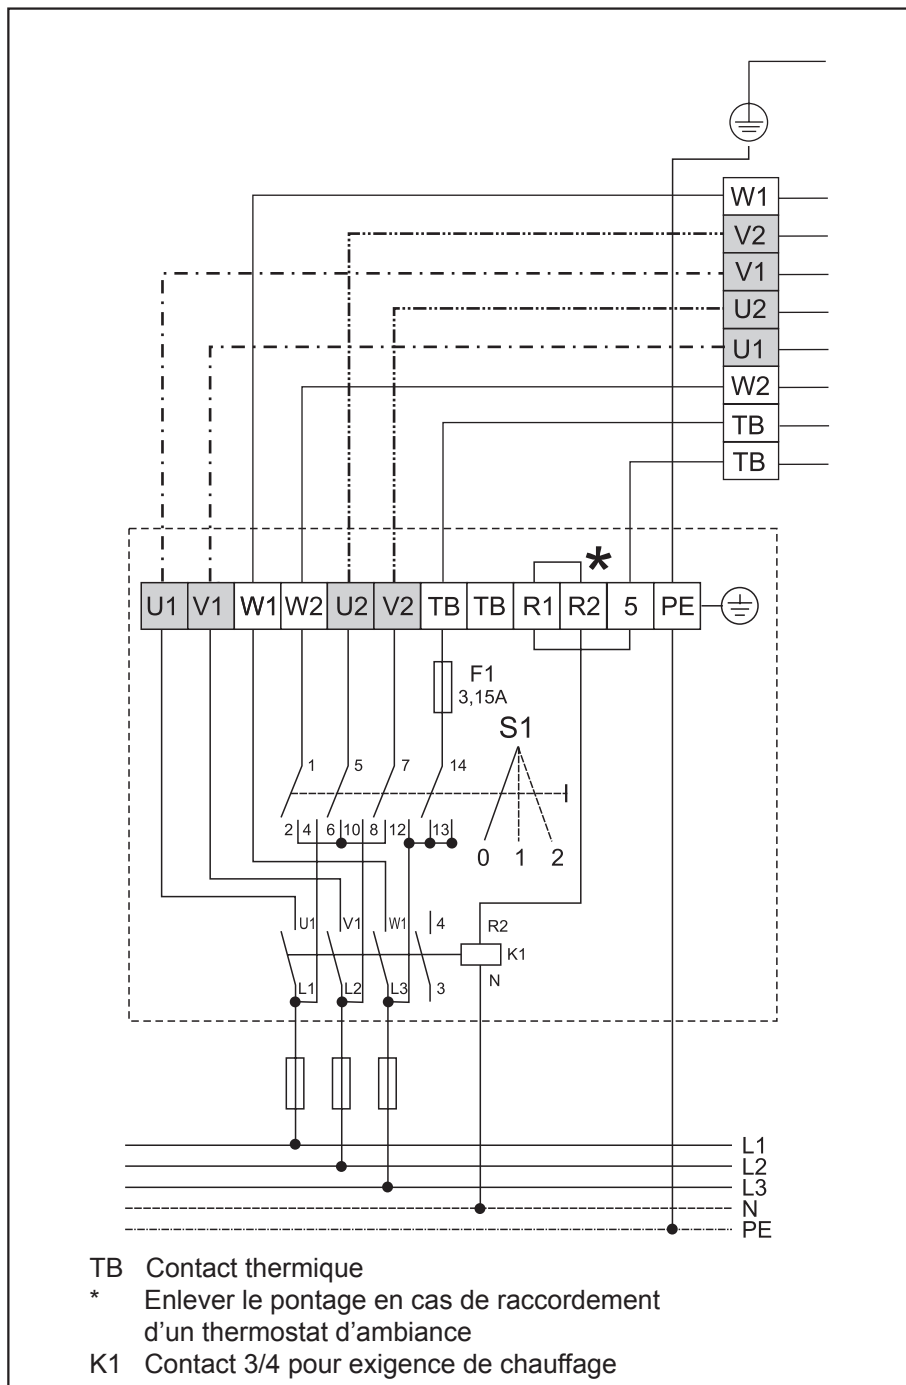 W1
V2
V1
U2
U1
W2
TB
TB
*
U1 V1 W1 W2 U2 V2 TB TB R1 R2 5 PE
F1
3,15A
S1
1 5 7 14
2 4 6 10 8 12 13
0 1 2
U1 V1 W1 4 R2
K1
L1 L2 L3 3 N
L1
L2
L3
N
PE
TB Contact thermique
* Enlever le pontage en cas de raccordement
d'un thermostat d'ambiance
K1 Contact 3/4 pour exigence de chauffage